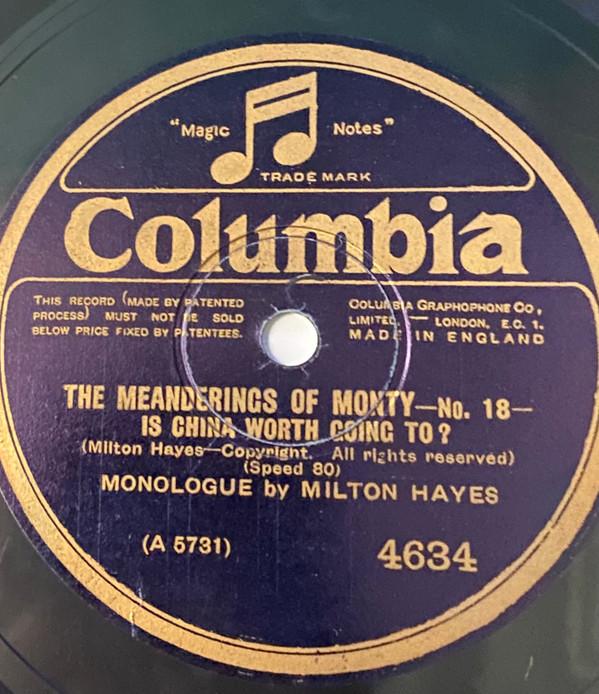 "Magic Notes"
TRADE MARK
Columbia
THIS RECORD (MADE BY PATENTED
PROCESS) MUST NOT BE SOLD
BELOW PRICE FIXED BY PATENTEES.
COLUMBIA GRAPHOPHONE CO,
LIMITED. — LONDON, E.C. 1.
MADE IN ENGLAND
THE MEANDERINGS OF MONTY—No. 18—
IS CHINA WORTH GOING TO?
(Milton Hayes—Copyright. All rights reserved)
(Speed 80)
MONOLOGUE by MILTON HAYES
(A 5731)
4634